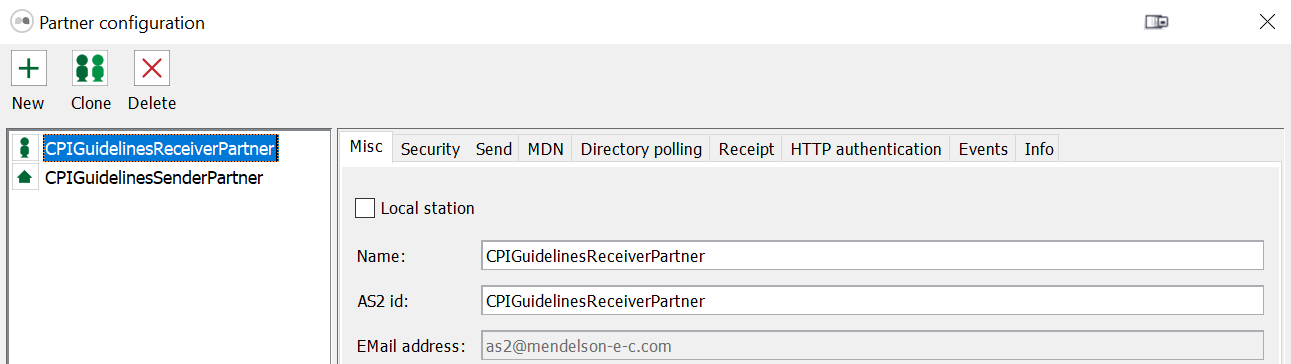 Partner configuration
New Clone Delete
CPIGuidelinesReceiverPartner
CPIGuidelinesSenderPartner
Misc Security Send MDN Directory polling Receipt HTTP authentication Events Info
Local station
Name: CPIGuidelinesReceiverPartner
AS2 id: CPIGuidelinesReceiverPartner
EMail address: as2@mendelson-e-c.com